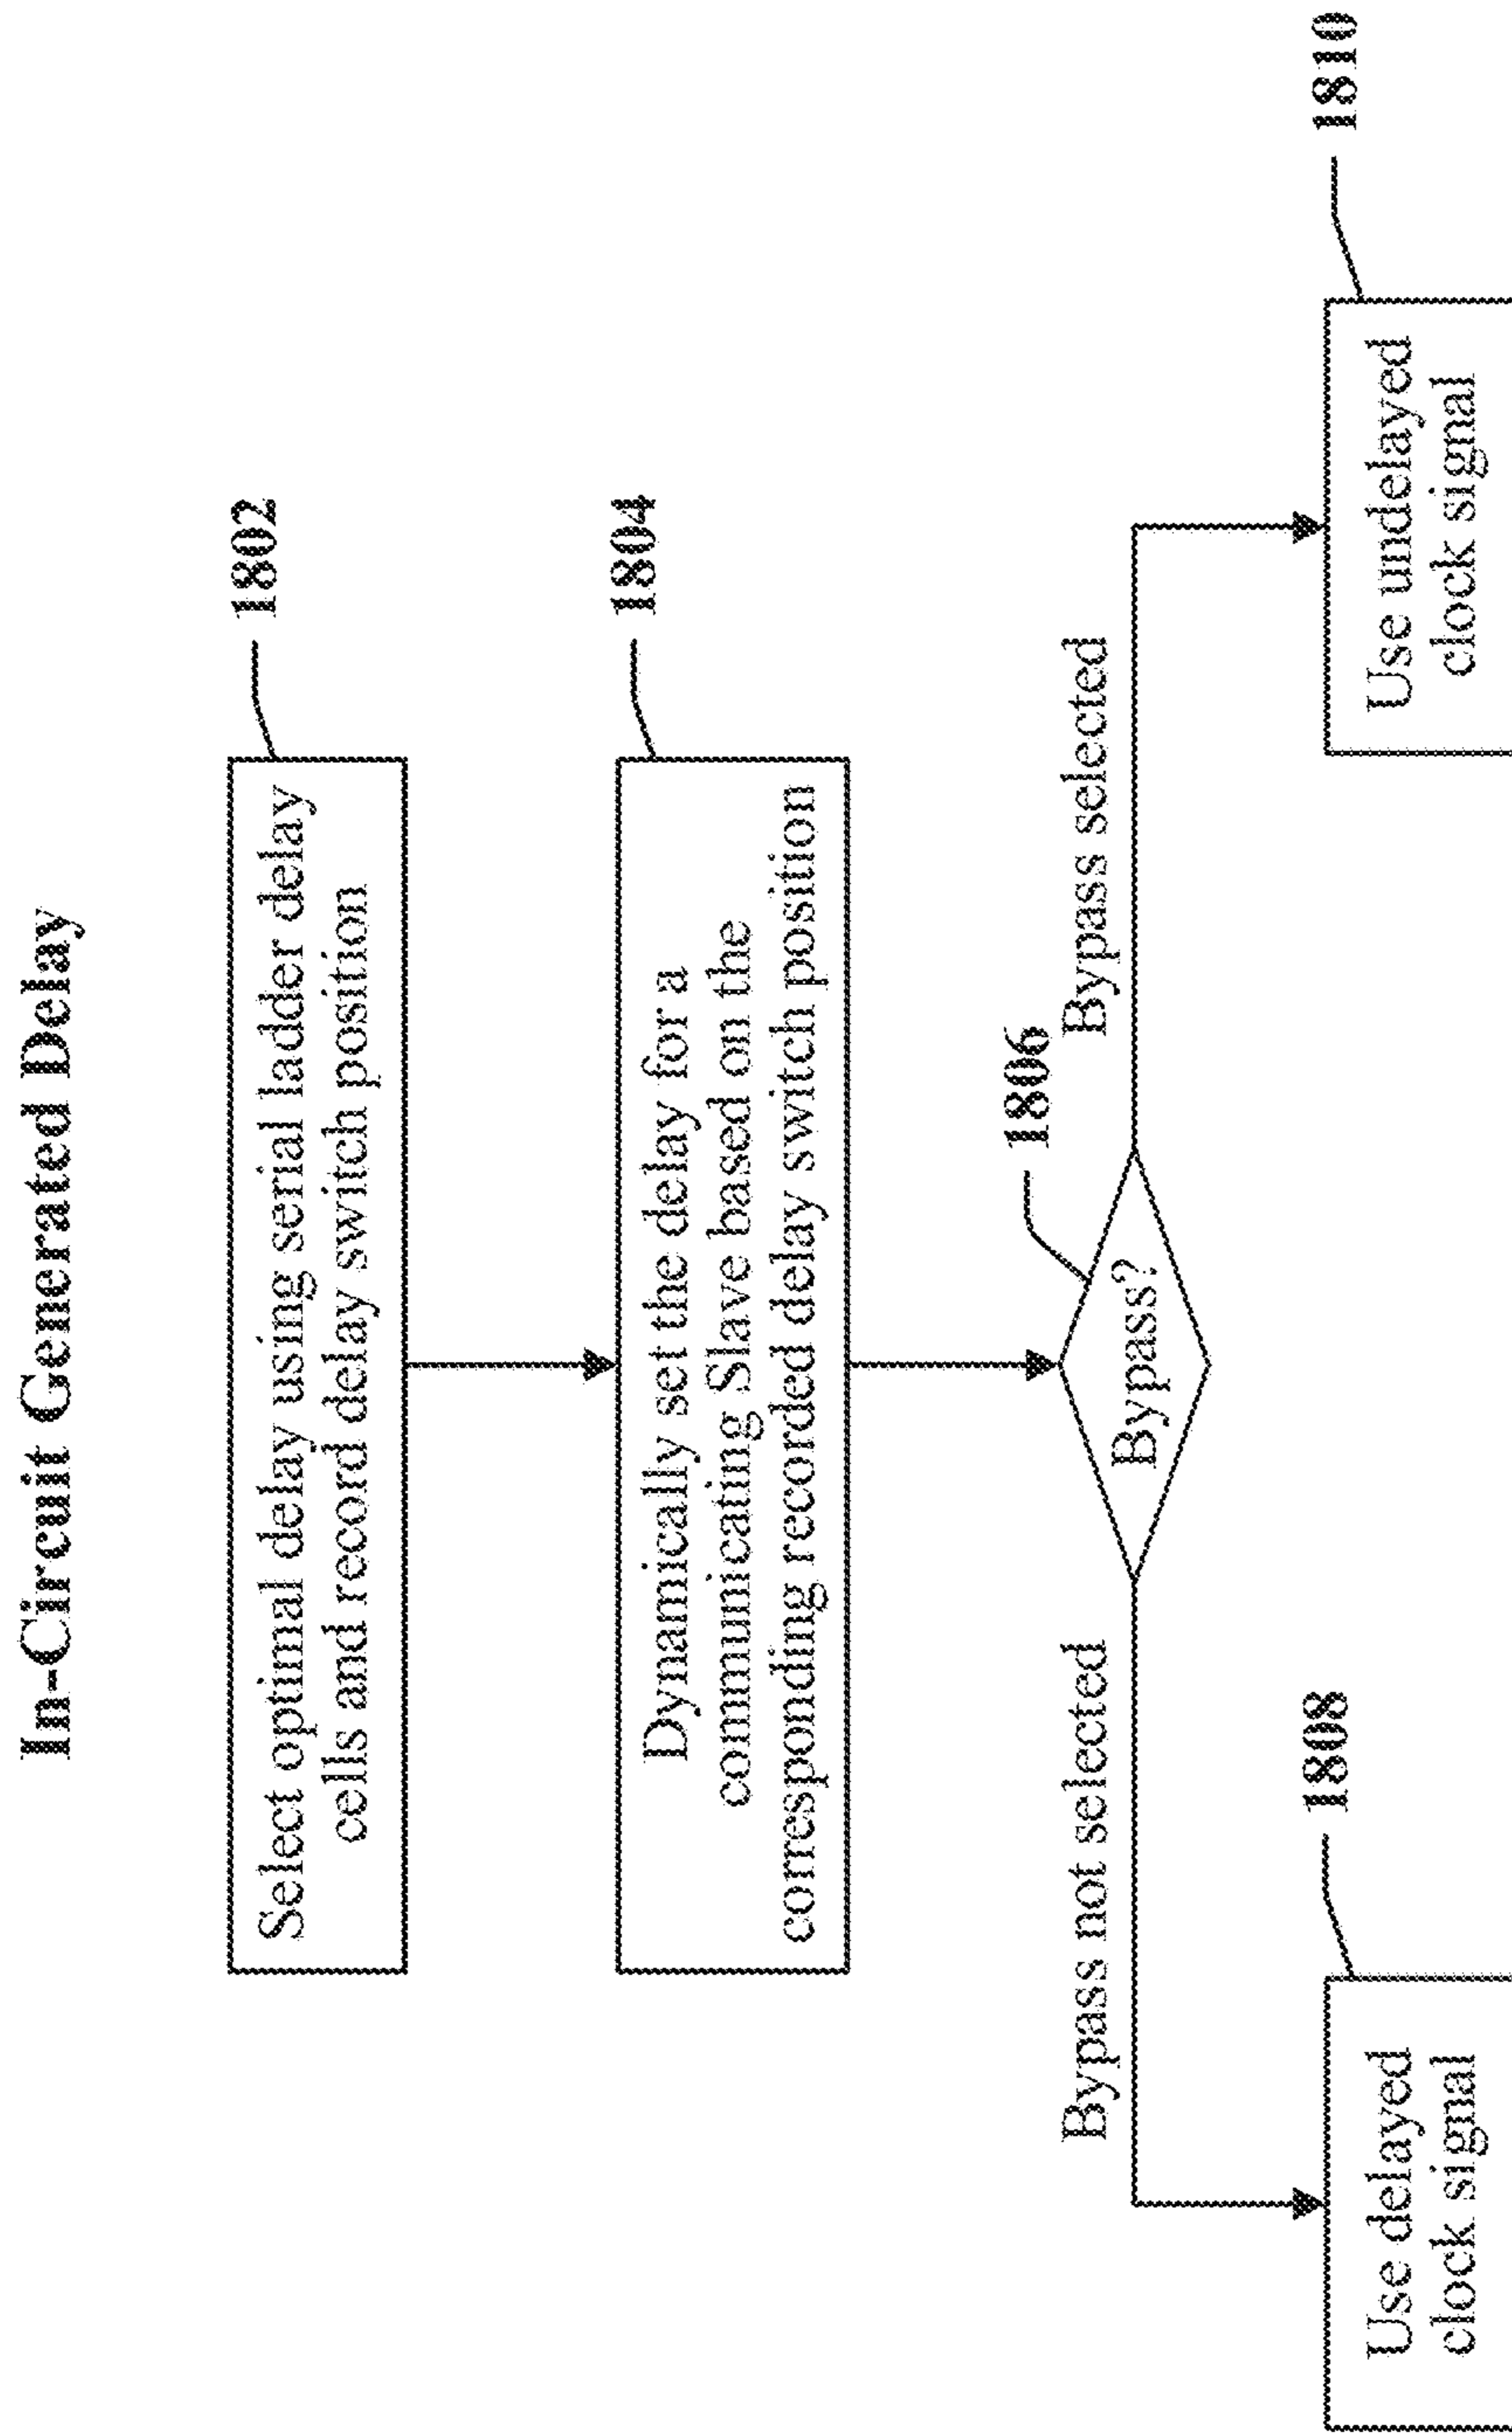 In-Circuit Generated Delay
1802
Select optimal delay using serial ladder delay
cells and record delay switch position
1804
Dynamically set the delay for a
communicating Slave based on the
corresponding recorded delay switch position
1806
Bypass?
Bypass not selected
Bypass selected
1808
Use delayed
clock signal
1810
Use undelayed
clock signal